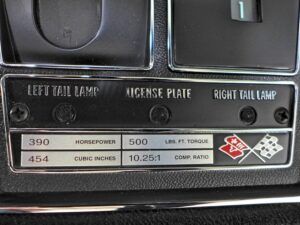 1
LEFT TAIL LAMP LICENSE PLATE RIGHT TAIL LAMP
390 HORSEPOWER 500 LBS. FT. TORQUE
454 CUBIC INCHES 10.25:1 COMP. RATIO